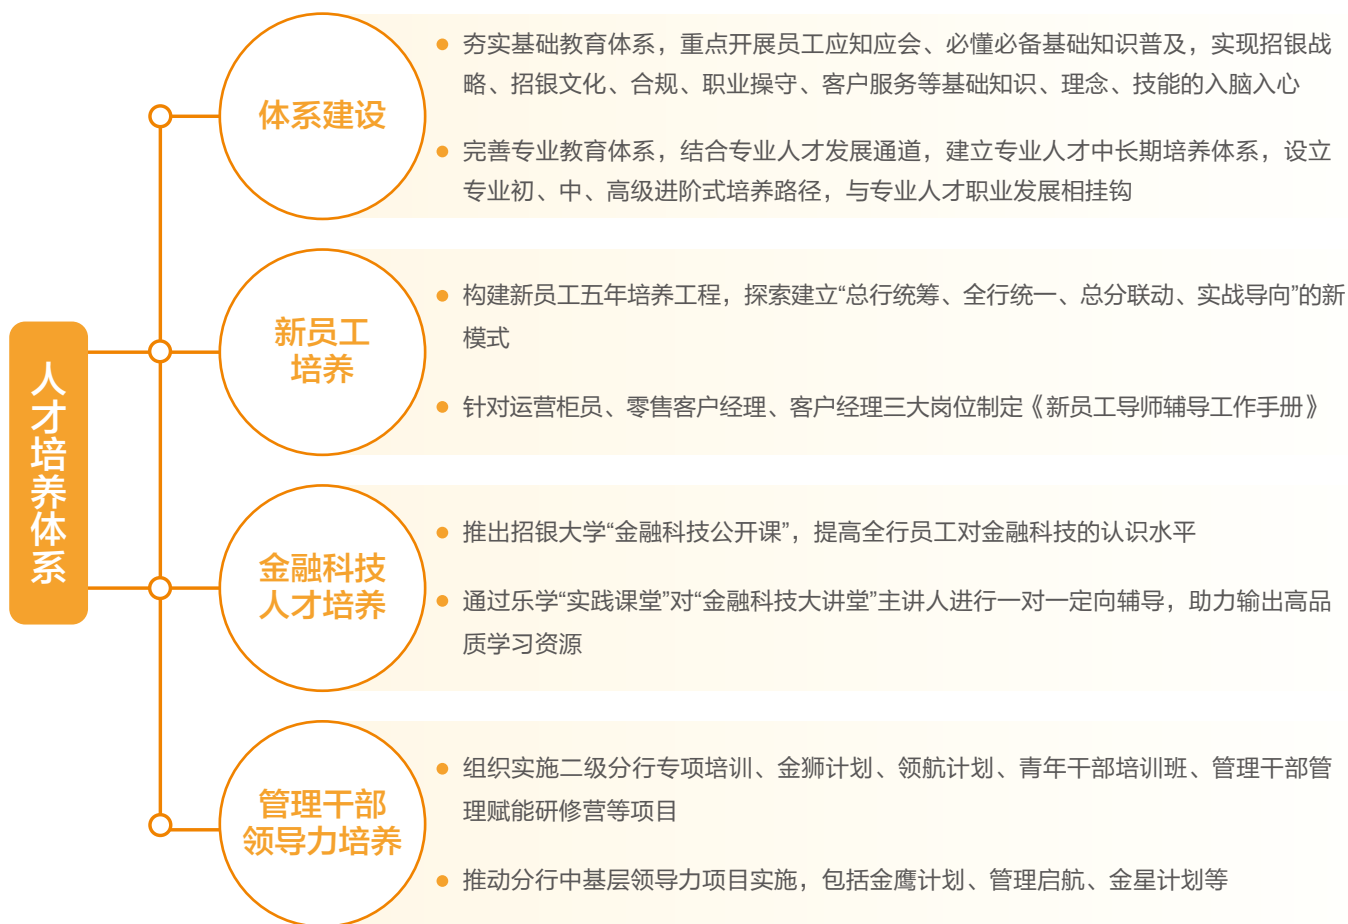 人才培养体系
体系建设
夯实基础教育体系，重点开展员工应知应会、必懂必备基础知识普及，实现招银战
略、招银文化、合规、职业操守、客户服务等基础知识、理念、技能的入脑入心
完善专业教育体系，结合专业人才发展通道，建立专业人才中长期培养体系，设立
专业初、中、高级进阶式培养路径，与专业人才职业发展相挂钩
新员工
培养
构建新员工五年培养工程，探索建立“总行统筹、全行统一、总分联动、实战导向”的新
模式
针对运营柜员、零售客户经理、客户经理三大岗位制定《新员工导师辅导工作手册》
金融科技
人才培养
推出招银大学“金融科技公开课”，提高全行员工对金融科技的认识水平
通过乐学“实践课堂”对“金融科技大讲堂”主讲人进行一对一定向辅导，助力输出高品
质学习资源
管理干部
领导力培养
组织实施二级分行专项培训、金狮计划、领航计划、青年干部培训班、管理干部管
理赋能研修营等项目
推动分行中基层领导力项目实施，包括金鹰计划、管理启航、金星计划等